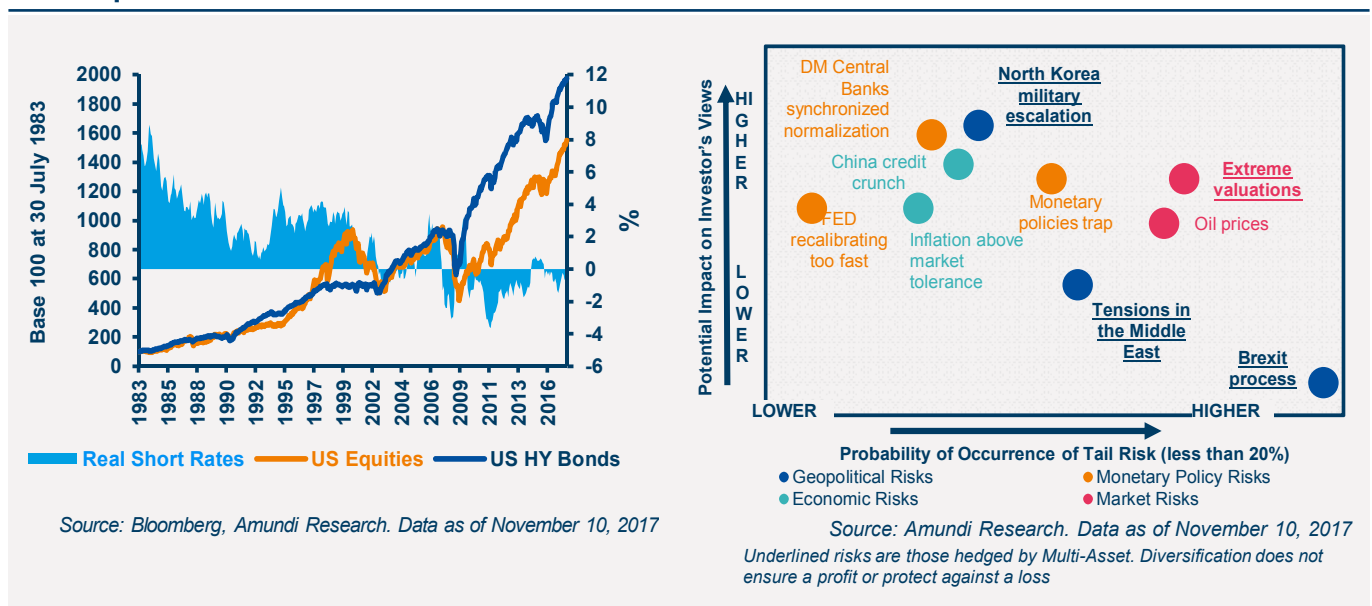 2000
1800
1600
1400
1200
1000
800
600
400
200
0
Base 100 at 30 July 1983
12
10
8
6
4
2
0
-2
-4
-6
%
1983
1985
1988
1990
1992
1995
1997
1999
2002
2004
2006
2009
2011
2013
2016
Real Short Rates
US Equities
US HY Bonds
Source: Bloomberg, Amundi Research. Data as of November 10, 2017
Potential Impact on Investor's Views
HIGHER
LOWER
DM Central
Banks
synchronized
normalization
North Korea
military
escalation
China credit
crunch
Extreme
valuations
Monetary
policies trap
Oil prices
FED
recalibrating
too fast
Inflation above
market
tolerance
Tensions in
the Middle
East
Brexit
process
LOWER
HIGHER
Probability of Occurrence of Tail Risk (less than 20%)
Geopolitical Risks
Monetary Policy Risks
Economic Risks
Market Risks
Source: Amundi Research. Data as of November 10, 2017
Underlined risks are those hedged by Multi-Asset. Diversification does not
ensure a profit or protect against a loss